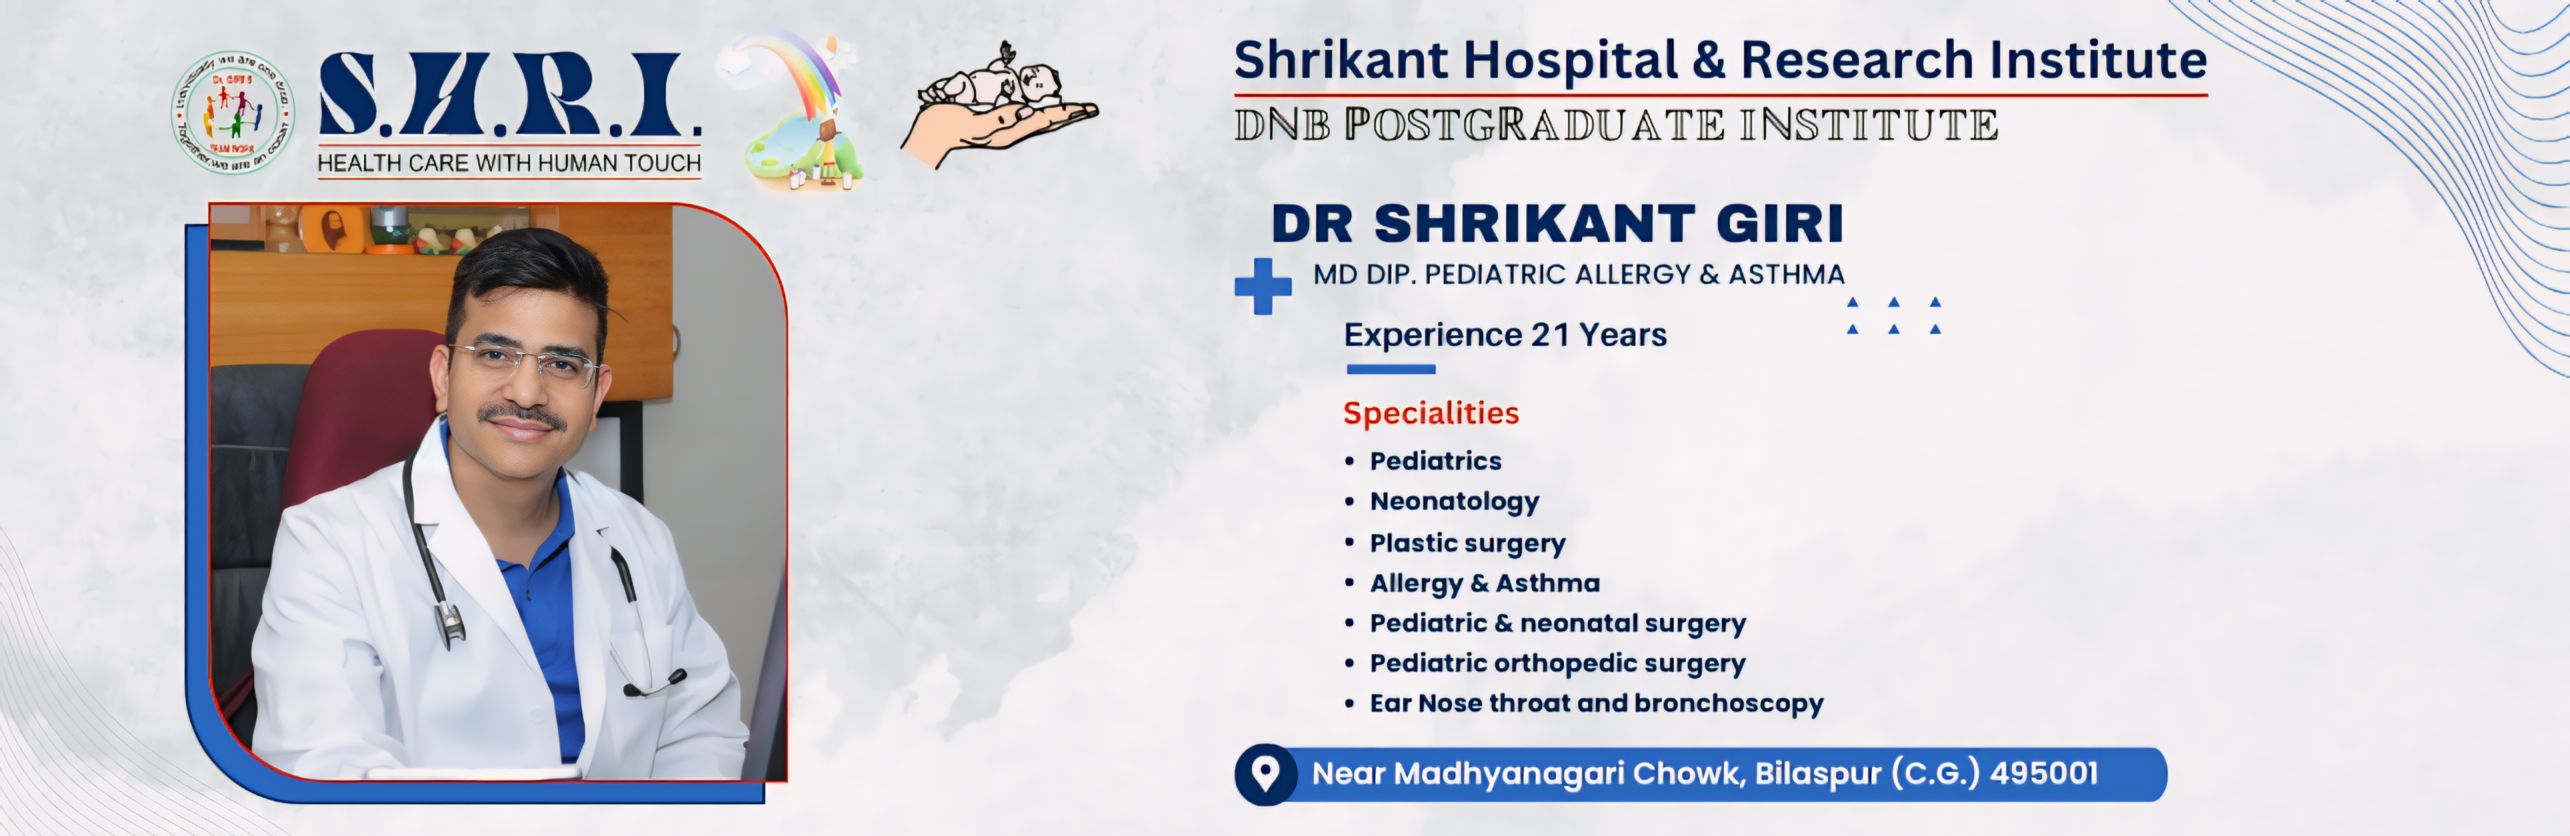 S.H.R.I.
HEALTH CARE WITH HUMAN TOUCH
Shrikant Hospital & Research Institute
DNB POSTGRADUATE INSTITUTE
DR SHRIKANT GIRI
MD DIP. PEDIATRIC ALLERGY & ASTHMA
Experience 21 Years
Specialities
• Pediatrics
• Neonatology
• Plastic surgery
• Allergy & Asthma
• Pediatric & neonatal surgery
• Pediatric orthopedic surgery
• Ear Nose throat and bronchoscopy
Near Madhyanagari Chowk, Bilaspur (C.G.) 495001